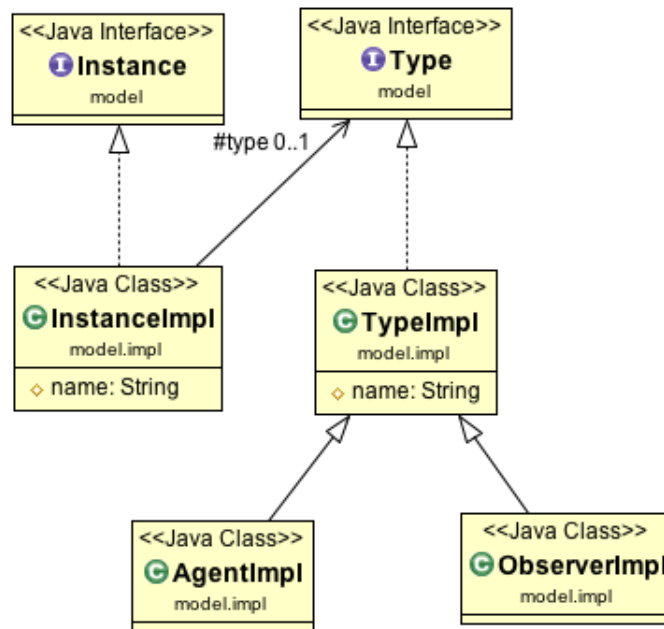 <<Java Interface>>
I Instance
model
<<Java Interface>>
I Type
model
#type 0..1
<<Java Class>>
C InstanceImpl
model.impl
name: String
<<Java Class>>
C TypeImpl
model.impl
name: String
<<Java Class>>
C AgentImpl
model.impl
<<Java Class>>
C ObserverImpl
model.impl